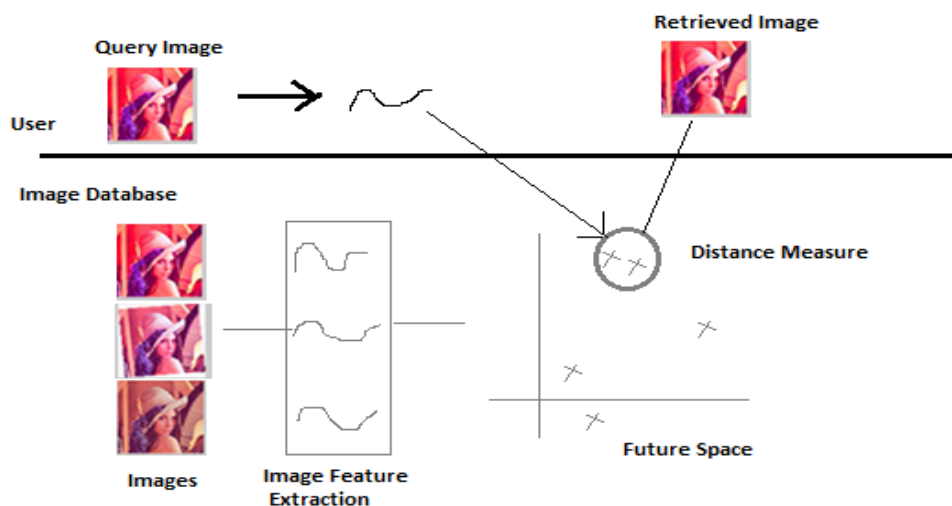 Query Image
Retrieved Image
User
Image Database
Distance Measure
Future Space
Images
Image Feature
Extraction